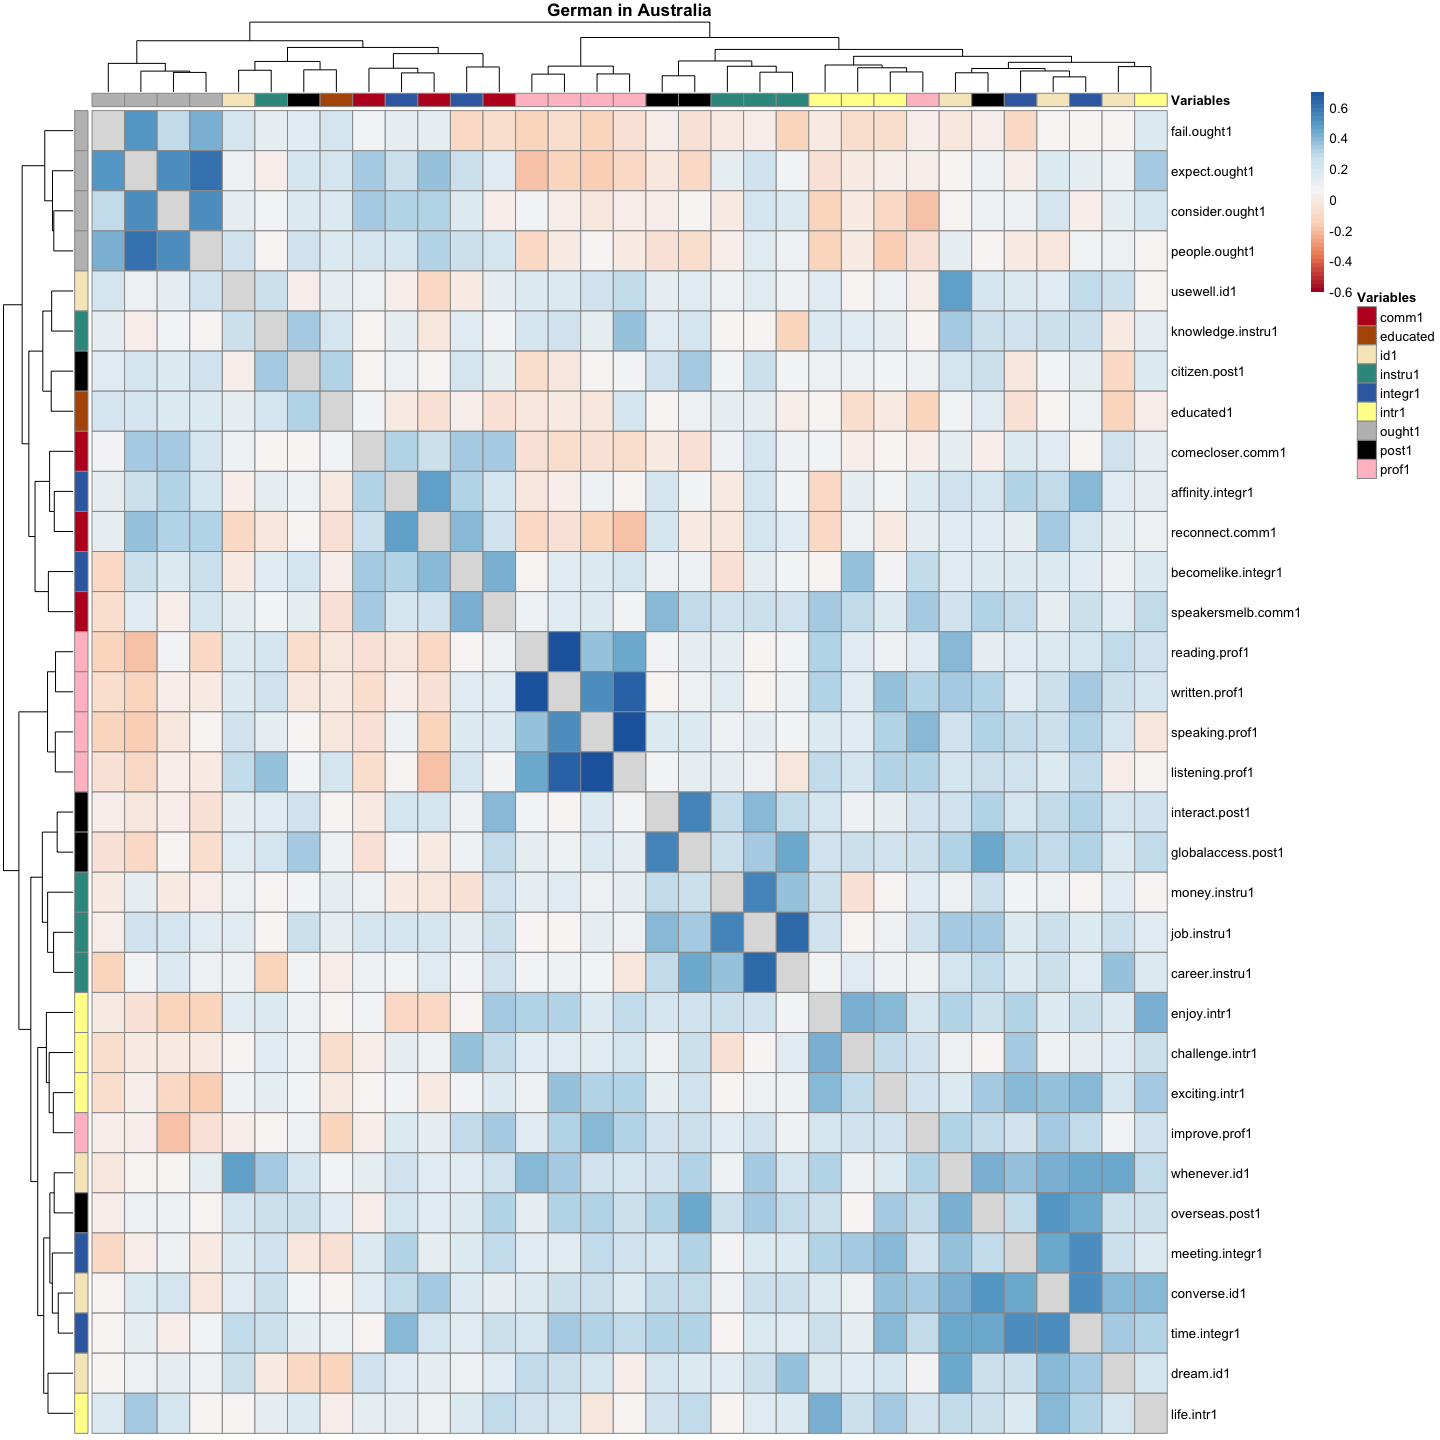 German in Australia
Variables
fail.ought1
expect.ought1
consider.ought1
people.ought1
usewell.id1
knowledge.instru1
citizen.post1
educated1
comecloser.comm1
affinity.integr1
reconnect.comm1
becomelike.integr1
speakersmelb.comm1
reading.prof1
written.prof1
speaking.prof1
listening.prof1
interact.post1
globalaccess.post1
money.instru1
job.instru1
career.instru1
enjoy.intr1
challenge.intr1
exciting.intr1
improve.prof1
whenever.id1
overseas.post1
meeting.integr1
converse.id1
time.integr1
dream.id1
life.intr1
0.6
0.4
0.2
0
-0.2
-0.4
-0.6
Variables
comm1
educated
id1
instru1
integr1
intr1
ought1
post1
prof1